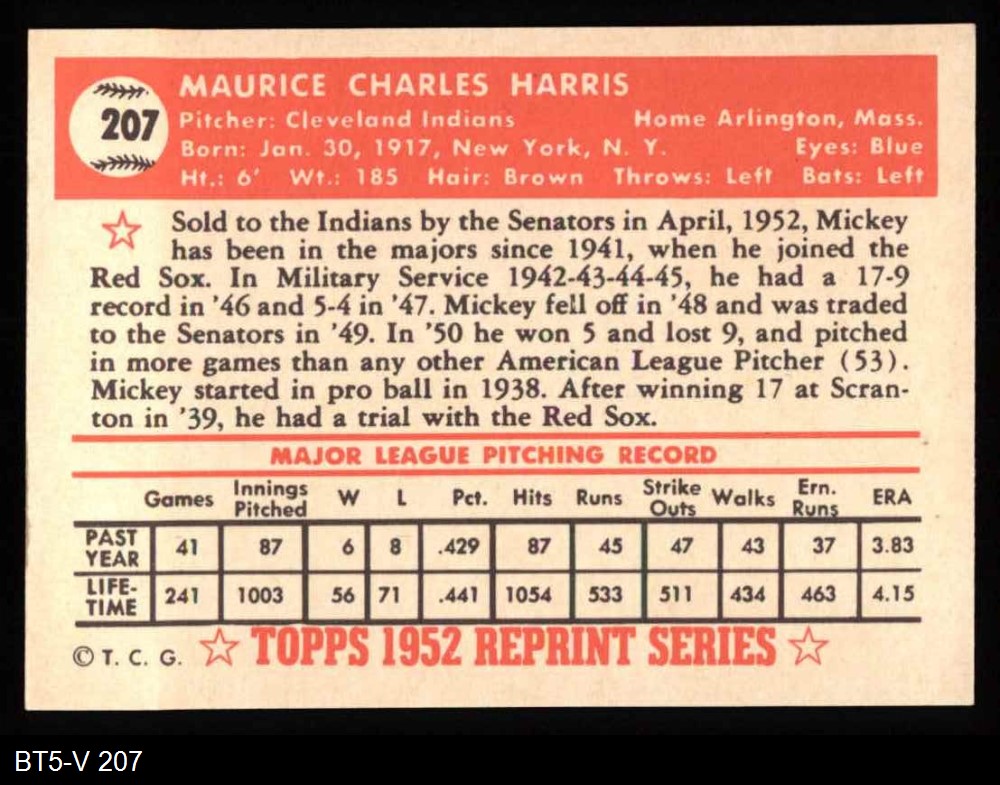 MAURICE CHARLES HARRIS
207
Pitcher: Cleveland Indians Home Arlington, Mass.
Born: Jan. 30, 1917, New York, N. Y. Eyes: Blue
Ht.: 6' Wt.: 185 Hair: Brown Throws: Left Bats: Left
Sold to the Indians by the Senators in April, 1952, Mickey
has been in the majors since 1941, when he joined the
Red Sox. In Military Service 1942-43-44-45, he had a 17-9
record in '46 and 5-4 in '47. Mickey fell off in '48 and was traded
to the Senators in '49. In '50 he won 5 and lost 9, and pitched
in more games than any other American League Pitcher (53).
Mickey started in pro ball in 1938. After winning 17 at Scran-
ton in '39, he had a trial with the Red Sox.
MAJOR LEAGUE PITCHING RECORD
Games Innings Pitched W L Pct. Hits Runs Strike Outs Walks Ern. Runs ERA
PAST YEAR 41 87 6 8 .429 87 45 47 43 37 3.83
LIFE-TIME 241 1003 56 71 .441 1054 533 511 434 463 4.15
© T. C. G. TOPPS 1952 REPRINT SERIES
BT5-V 207